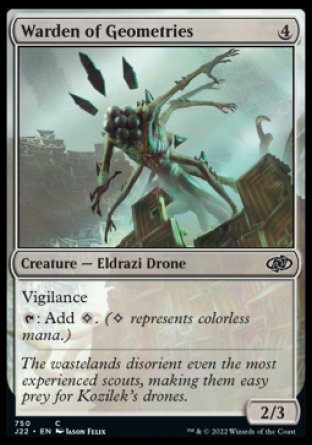 Warden of Geometries 4
Creature — Eldrazi Drone
Vigilance
: Add ◇. (◇ represents colorless
mana.)
The wastelands disorient even the most
experienced scouts, making them easy
prey for Kozilek's drones.
2/3
750 C
J22 • EN Jason Felix
™ & © 2022 Wizards of the Coast